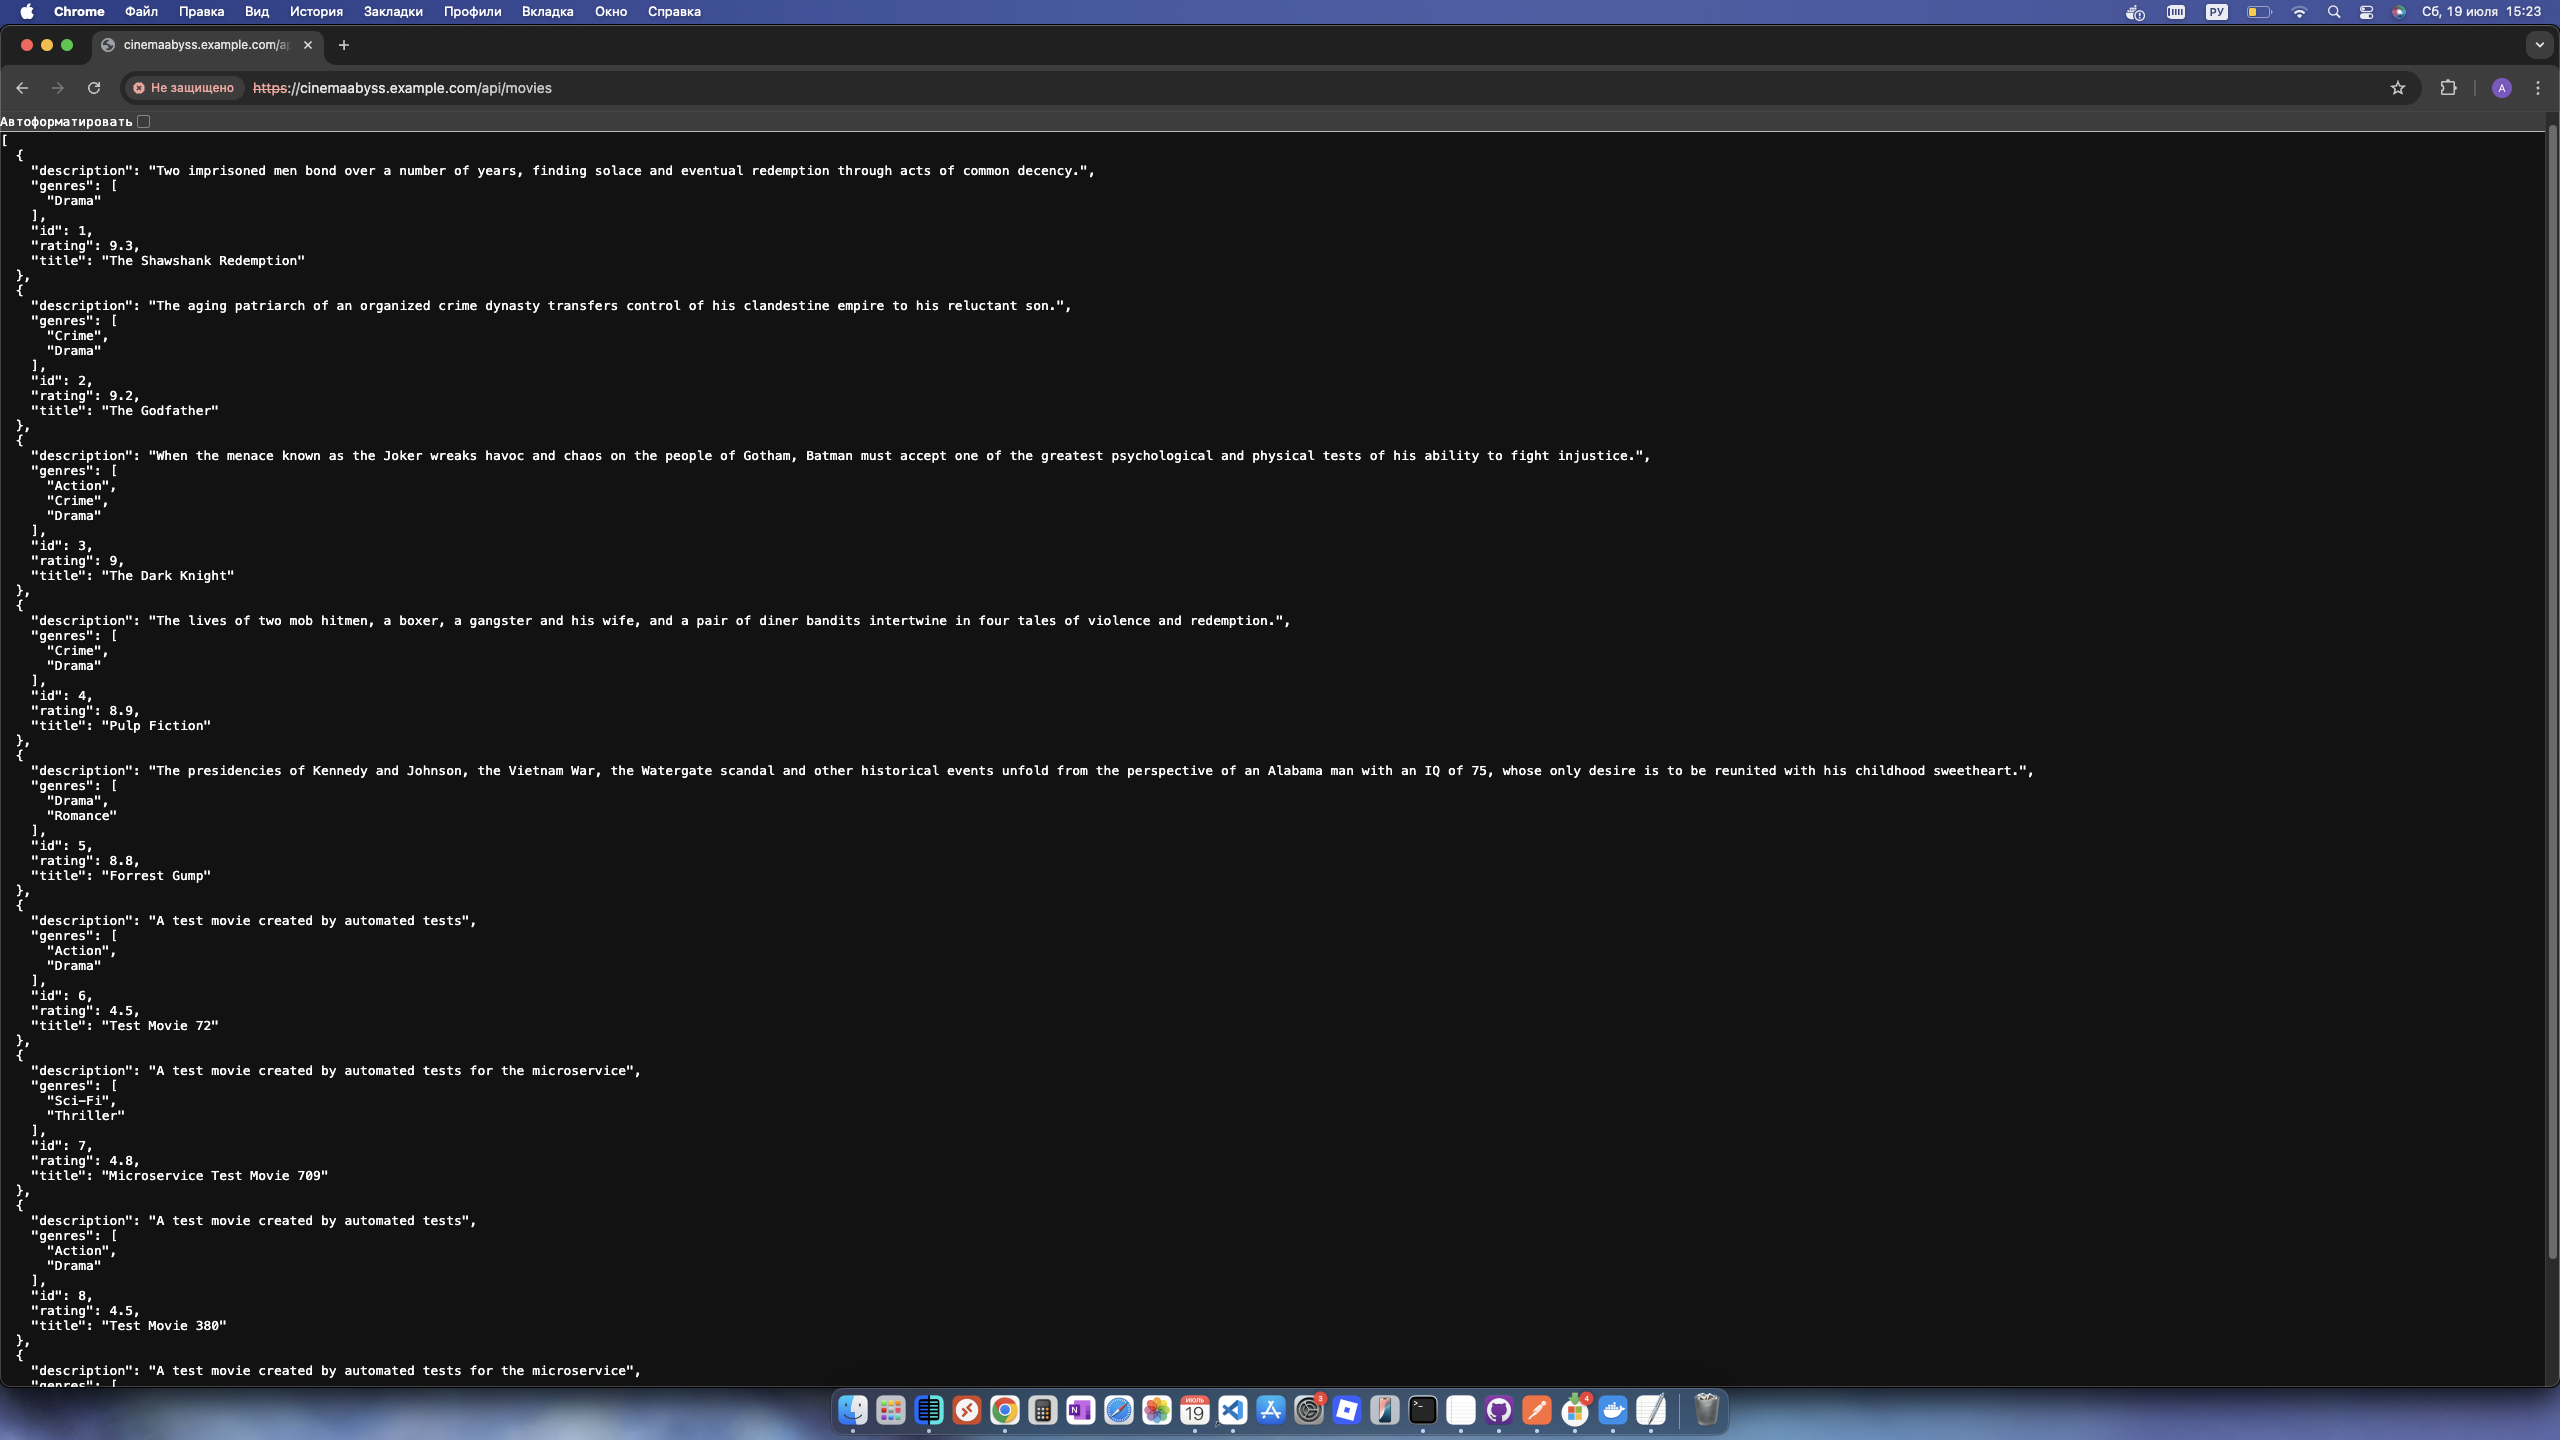 Chrome Файл Правка Вид История Закладки Профили Вкладка Окно Справка РУ Сб, 19 июля 15:23
cinemaabyss.example.com/ap
Не защищено https://cinemaabyss.example.com/api/movies A
Автоформатировать
[
  {
    "description": "Two imprisoned men bond over a number of years, finding solace and eventual redemption through acts of common decency.",
    "genres": [
      "Drama"
    ],
    "id": 1,
    "rating": 9.3,
    "title": "The Shawshank Redemption"
  },
  {
    "description": "The aging patriarch of an organized crime dynasty transfers control of his clandestine empire to his reluctant son.",
    "genres": [
      "Crime",
      "Drama"
    ],
    "id": 2,
    "rating": 9.2,
    "title": "The Godfather"
  },
  {
    "description": "When the menace known as the Joker wreaks havoc and chaos on the people of Gotham, Batman must accept one of the greatest psychological and physical tests of his ability to fight injustice.",
    "genres": [
      "Action",
      "Crime",
      "Drama"
    ],
    "id": 3,
    "rating": 9,
    "title": "The Dark Knight"
  },
  {
    "description": "The lives of two mob hitmen, a boxer, a gangster and his wife, and a pair of diner bandits intertwine in four tales of violence and redemption.",
    "genres": [
      "Crime",
      "Drama"
    ],
    "id": 4,
    "rating": 8.9,
    "title": "Pulp Fiction"
  },
  {
    "description": "The presidencies of Kennedy and Johnson, the Vietnam War, the Watergate scandal and other historical events unfold from the perspective of an Alabama man with an IQ of 75, whose only desire is to be reunited with his childhood sweetheart.",
    "genres": [
      "Drama",
      "Romance"
    ],
    "id": 5,
    "rating": 8.8,
    "title": "Forrest Gump"
  },
  {
    "description": "A test movie created by automated tests",
    "genres": [
      "Action",
      "Drama"
    ],
    "id": 6,
    "rating": 4.5,
    "title": "Test Movie 72"
  },
  {
    "description": "A test movie created by automated tests for the microservice",
    "genres": [
      "Sci-Fi",
      "Thriller"
    ],
    "id": 7,
    "rating": 4.8,
    "title": "Microservice Test Movie 709"
  },
  {
    "description": "A test movie created by automated tests",
    "genres": [
      "Action",
      "Drama"
    ],
    "id": 8,
    "rating": 4.5,
    "title": "Test Movie 380"
  },
  {
    "description": "A test movie created by automated tests for the microservice",
    "genres": [
ИЮЛЬ
19
3
4